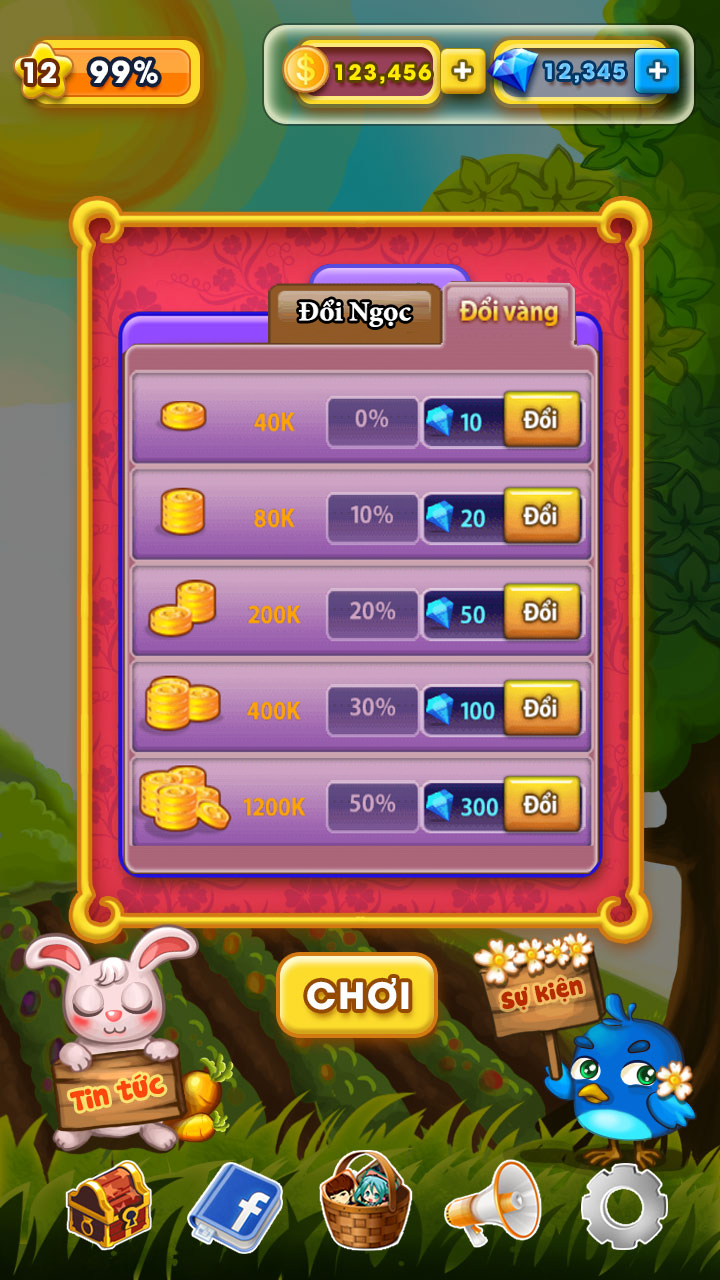 12 99% 123,456 + 12,345 +
Đổi Ngọc Đổi vàng
40K 0% 10 Đổi
80K 10% 20 Đổi
200K 20% 50 Đổi
400K 30% 100 Đổi
1200K 50% 300 Đổi
CHƠI
Sự kiện
Tin tức